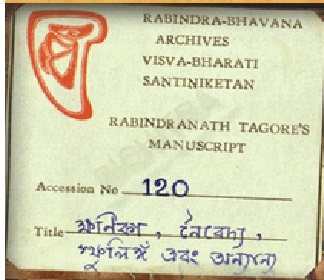 RABINDRA-BHAVANA
ARCHIVES
VISVA-BHARATI
SANTINIKETAN
RABINDRANATH TAGORE'S
MANUSCRIPT
Accession No 120
Title ক্ষণিকা, নৈবেদ্য,
স্ফুলিঙ্গ এবং অন্যান্য